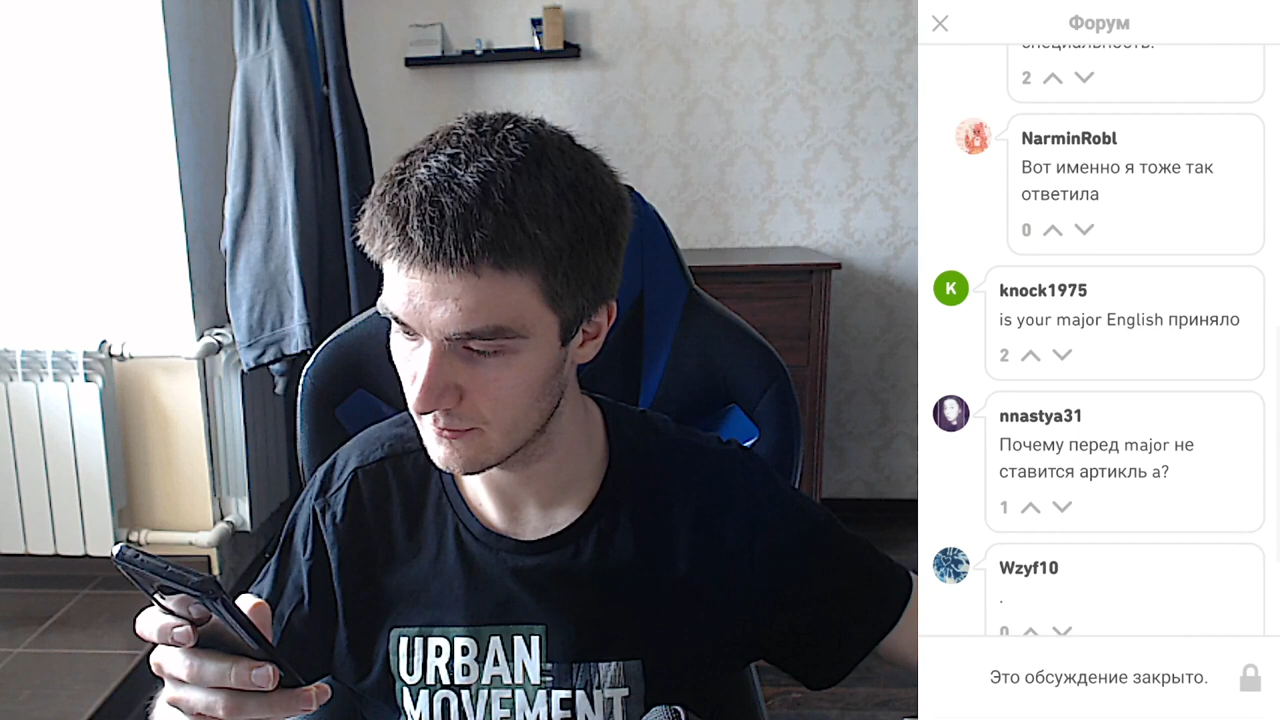 Форум
специальность.
2
NarminRobl
Вот именно я тоже так
ответила
0
K
knock1975
is your major English приняло
2
nnastya31
Почему перед major не
ставится артикль a?
1
Wzyf10
.
0
Это обсуждение закрыто.
URBAN
MOVEMENT